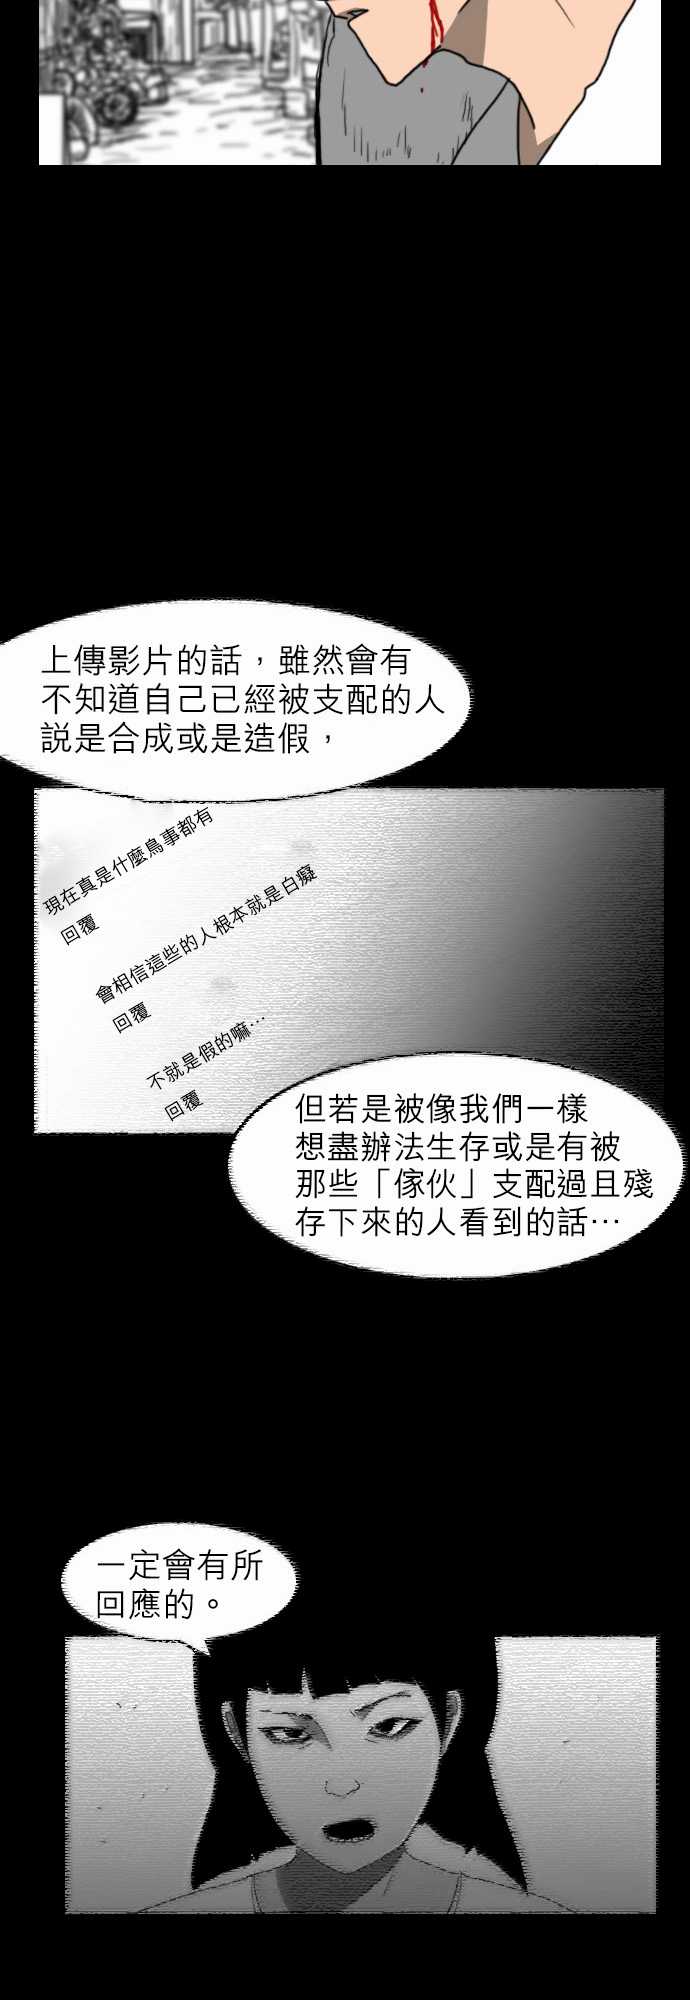 上傳影片的話，雖然會有
不知道自己已經被支配的人
説是合成或是造假，
現在真是什麼鳥事都有
回覆
會相信這些的人根本就是白癡
回覆
不就是假的嘛…
回覆
但若是被像我們一樣
想盡辦法生存或是有被
那些「傢伙」支配過且殘
存下來的人看到的話…
一定會有所
回應的。